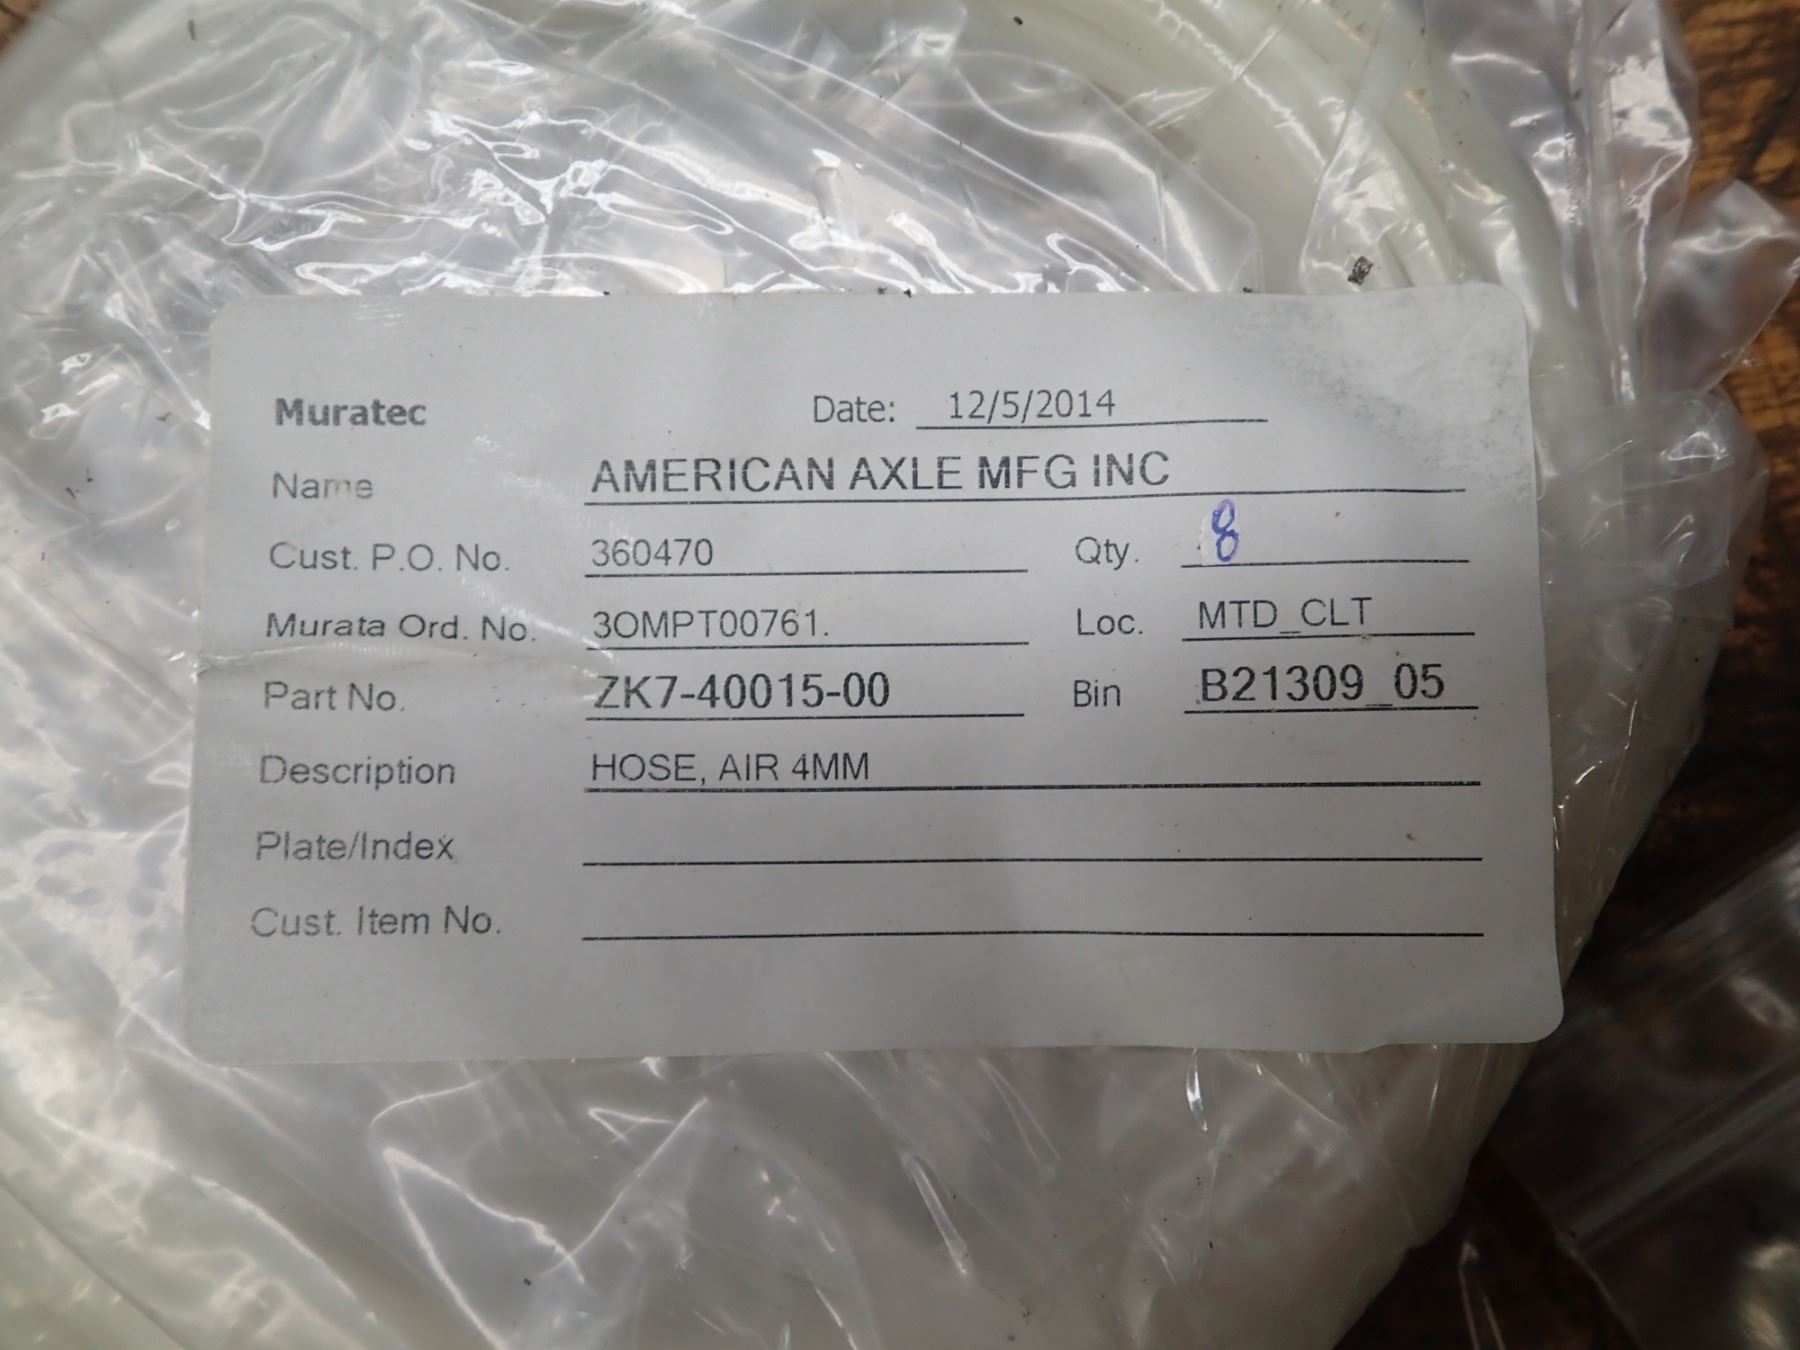 Muratec Date: 12/5/2014
Name AMERICAN AXLE MFG INC
Cust. P.O. No. 360470 Qty. 8
Murata Ord. No. 3OMPT00761. Loc. MTD_CLT
Part No. ZK7-40015-00 Bin B21309_05
Description HOSE, AIR 4MM
Plate/Index
Cust. Item No.